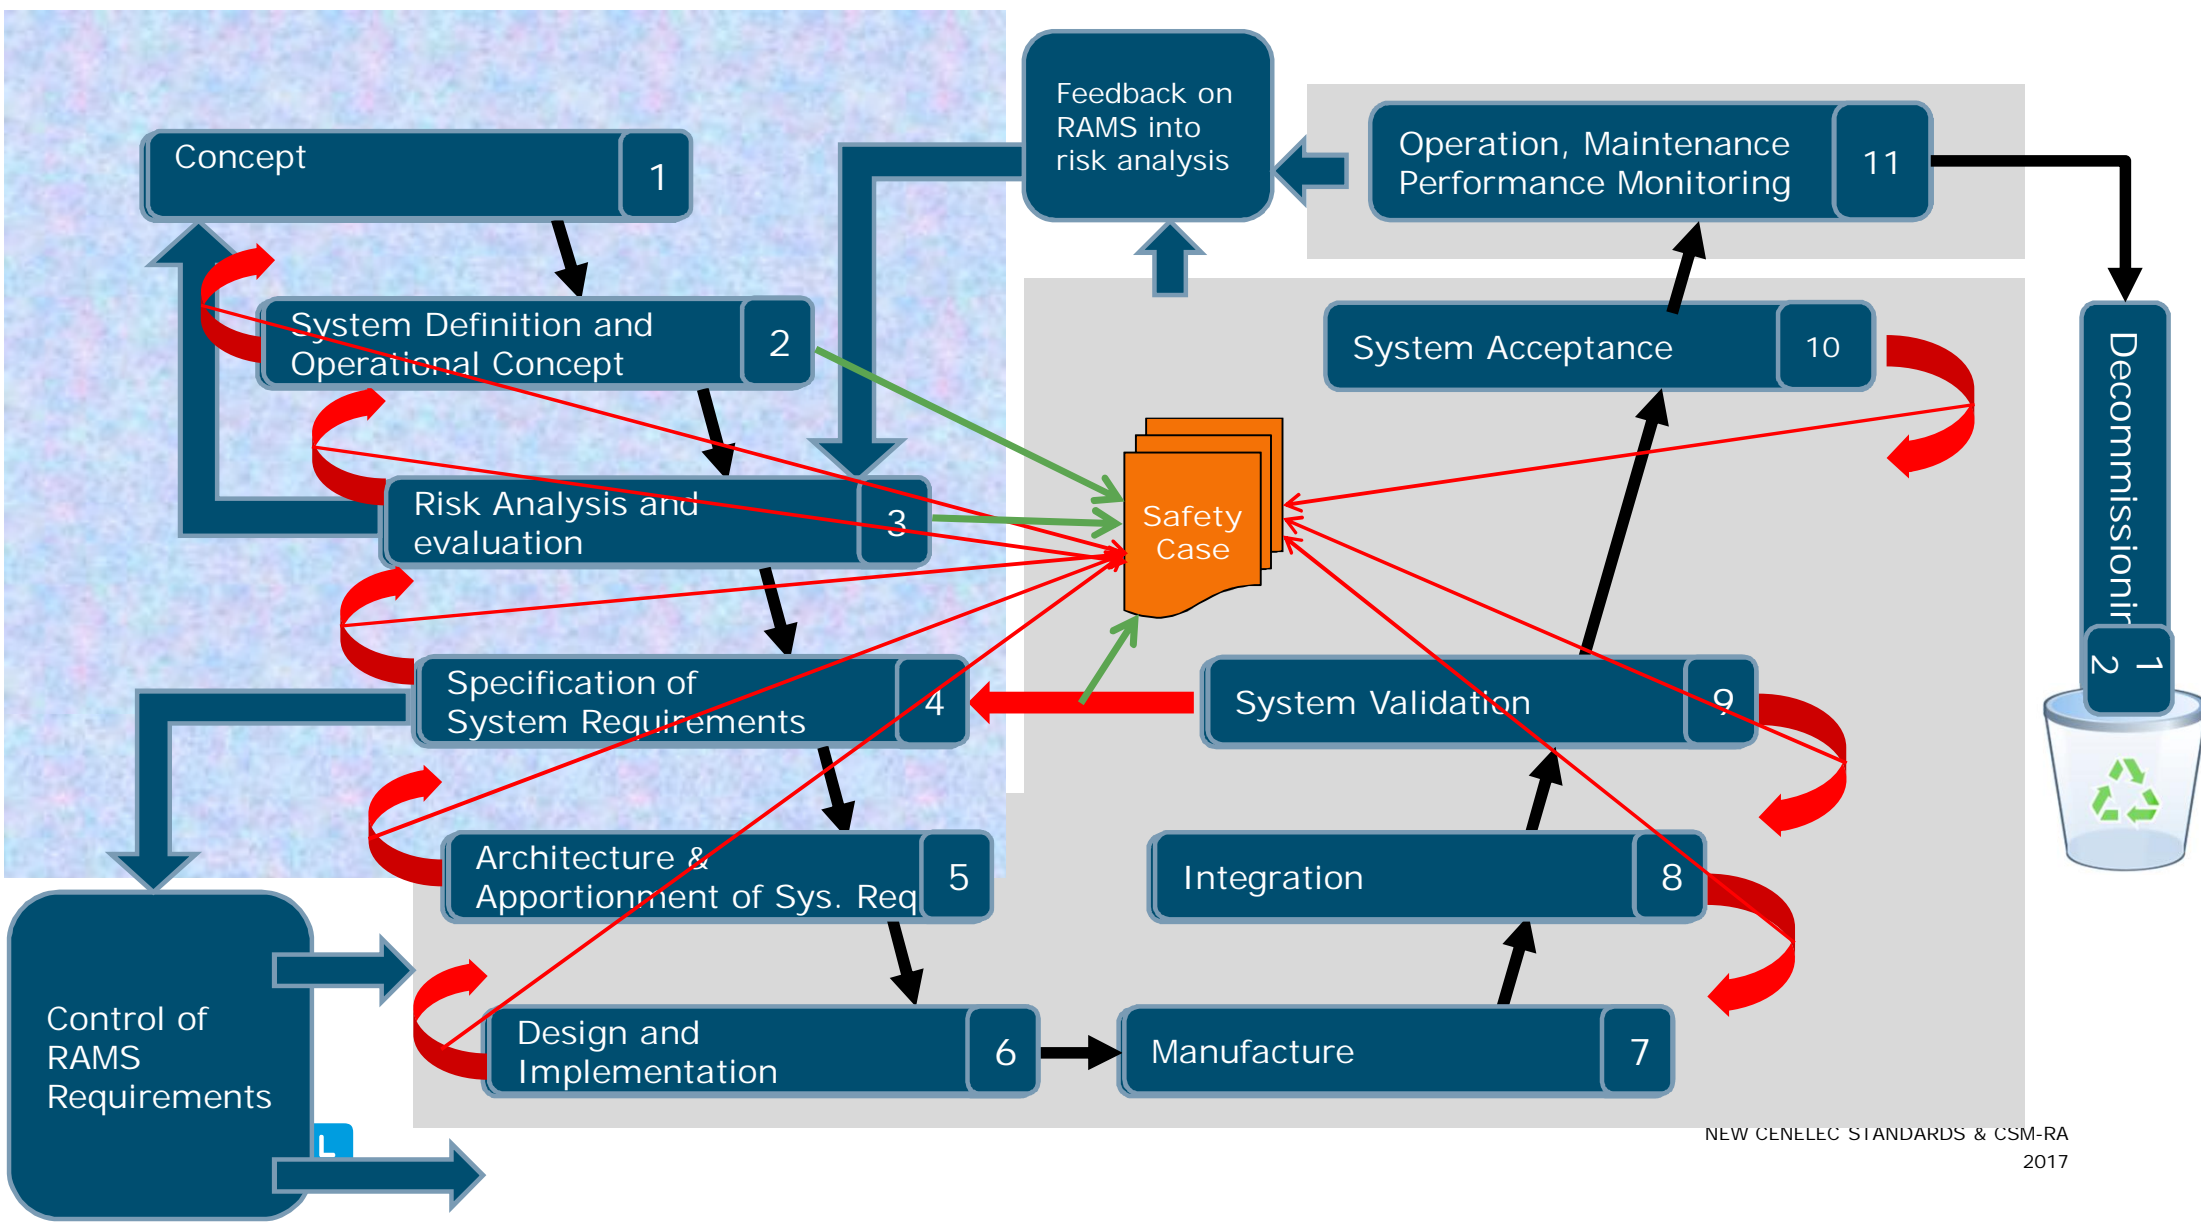 Concept
1
System Definition and
Operational Concept
2
Risk Analysis and
evaluation
3
Specification of
System Requirements
4
Architecture &
Apportionment of Sys. Req
5
Design and
Implementation
6
Manufacture
7
Integration
8
System Validation
9
System Acceptance
10
Operation, Maintenance
Performance Monitoring
11
Feedback on
RAMS into
risk analysis
Safety
Case
Decommissionin
1
2
Control of
RAMS
Requirements
L
NEW CENELEC STANDARDS & CSM-RA
2017